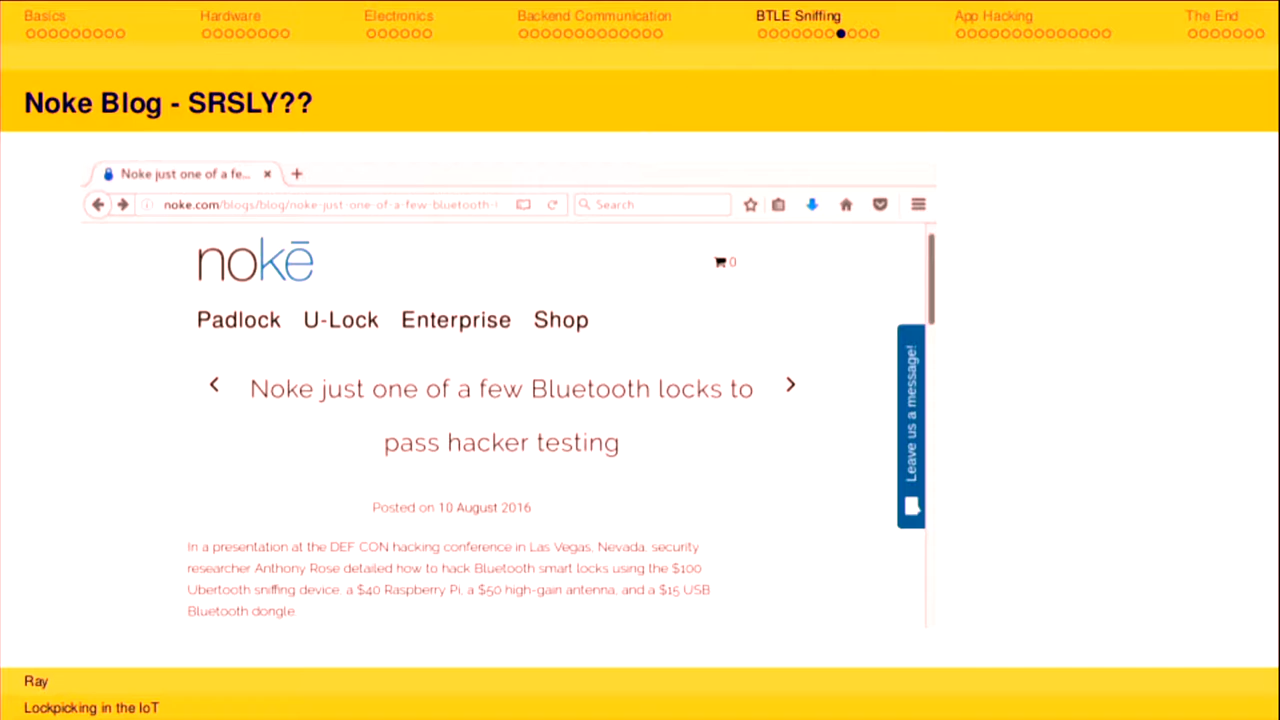 Basics Hardware Electronics Backend Communication BTLE Sniffing App Hacking The End
Noke Blog - SRSLY??
Noke just one of a fe...
noke.com/blogs/blog/noke-just-one-of-a-few-bluetooth-l
Search
nokē
0
Padlock U-Lock Enterprise Shop
Noke just one of a few Bluetooth locks to
pass hacker testing
Leave us a message!
Posted on 10 August 2016
In a presentation at the DEF CON hacking conference in Las Vegas, Nevada, security
researcher Anthony Rose detailed how to hack Bluetooth smart locks using the $100
Ubertooth sniffing device, a $40 Raspberry Pi, a $50 high-gain antenna, and a $15 USB
Bluetooth dongle.
Ray
Lockpicking in the IoT